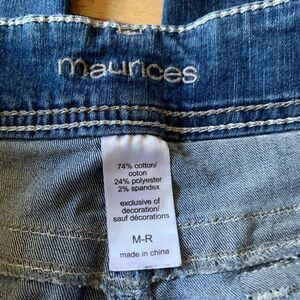 maurices
74% cotton/
coton
24% polyester
2% spandex
exclusive of
decoration/
sauf décorations
M-R
made in china